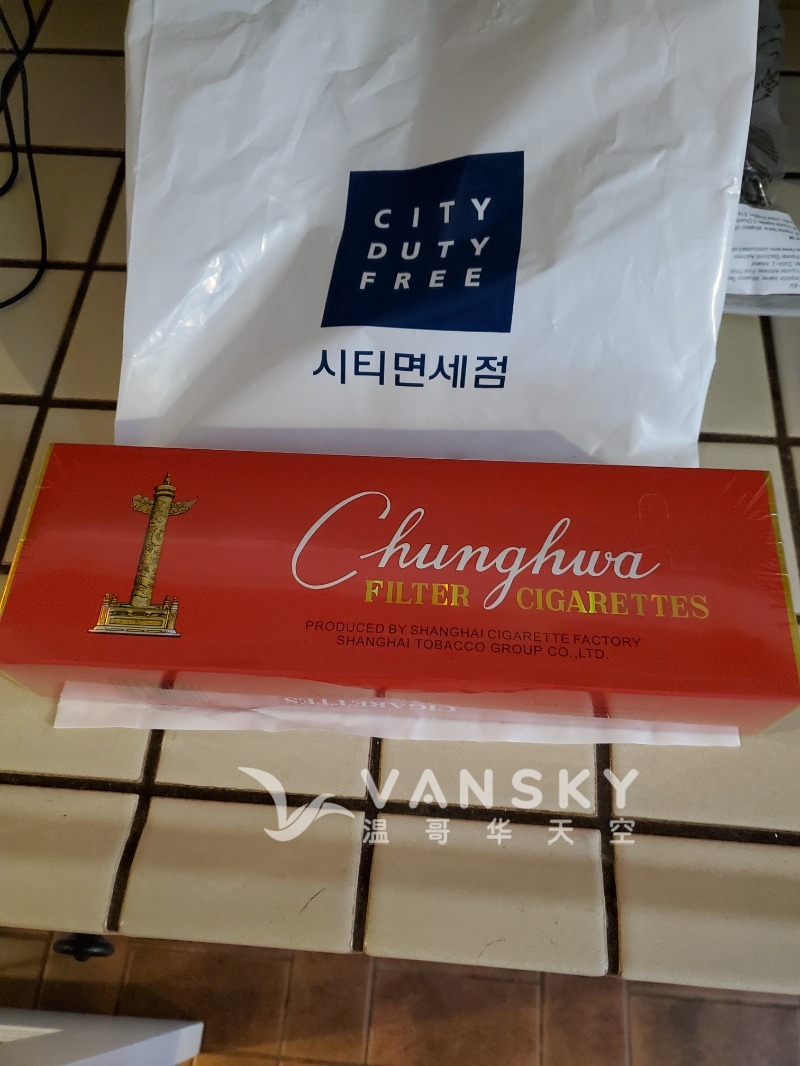 CITY
DUTY
FREE
시티면세점
Chunghwa
FILTER CIGARETTES
PRODUCED BY SHANGHAI CIGARETTE FACTORY
SHANGHAI TOBACCO GROUP CO.,LTD.
CIGARETTES
VANSKY
温哥华天空